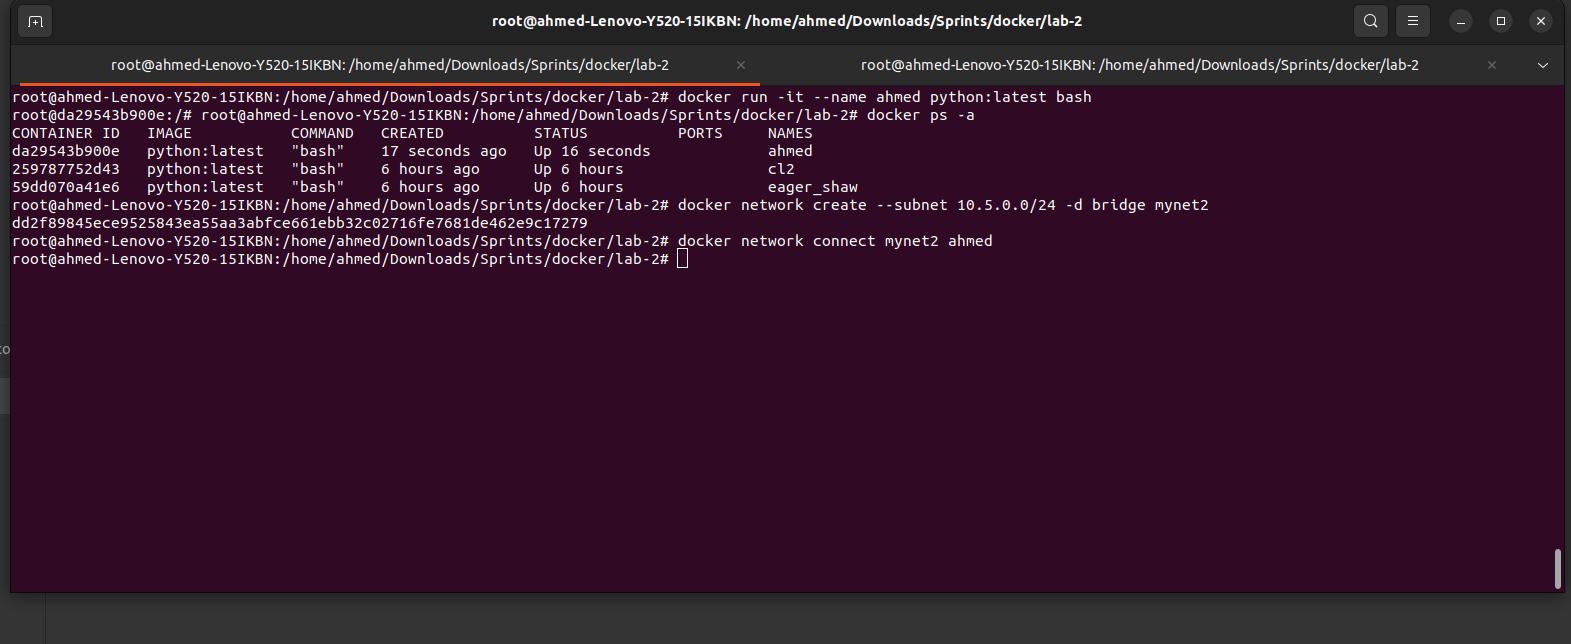 root@ahmed-Lenovo-Y520-15IKBN: /home/ahmed/Downloads/Sprints/docker/lab-2
root@ahmed-Lenovo-Y520-15IKBN: /home/ahmed/Downloads/Sprints/docker/lab-2 × root@ahmed-Lenovo-Y520-15IKBN: /home/ahmed/Downloads/Sprints/docker/lab-2 ×
root@ahmed-Lenovo-Y520-15IKBN:/home/ahmed/Downloads/Sprints/docker/lab-2# docker run -it --name ahmed python:latest bash
root@da29543b900e:/# root@ahmed-Lenovo-Y520-15IKBN:/home/ahmed/Downloads/Sprints/docker/lab-2# docker ps -a
CONTAINER ID   IMAGE           COMMAND   CREATED          STATUS          PORTS     NAMES
da29543b900e   python:latest   "bash"    17 seconds ago   Up 16 seconds             ahmed
259787752d43   python:latest   "bash"    6 hours ago      Up 6 hours                cl2
59dd070a41e6   python:latest   "bash"    6 hours ago      Up 6 hours                eager_shaw
root@ahmed-Lenovo-Y520-15IKBN:/home/ahmed/Downloads/Sprints/docker/lab-2# docker network create --subnet 10.5.0.0/24 -d bridge mynet2
dd2f89845ece9525843ea55aa3abfce661ebb32c02716fe7681de462e9c17279
root@ahmed-Lenovo-Y520-15IKBN:/home/ahmed/Downloads/Sprints/docker/lab-2# docker network connect mynet2 ahmed
root@ahmed-Lenovo-Y520-15IKBN:/home/ahmed/Downloads/Sprints/docker/lab-2#